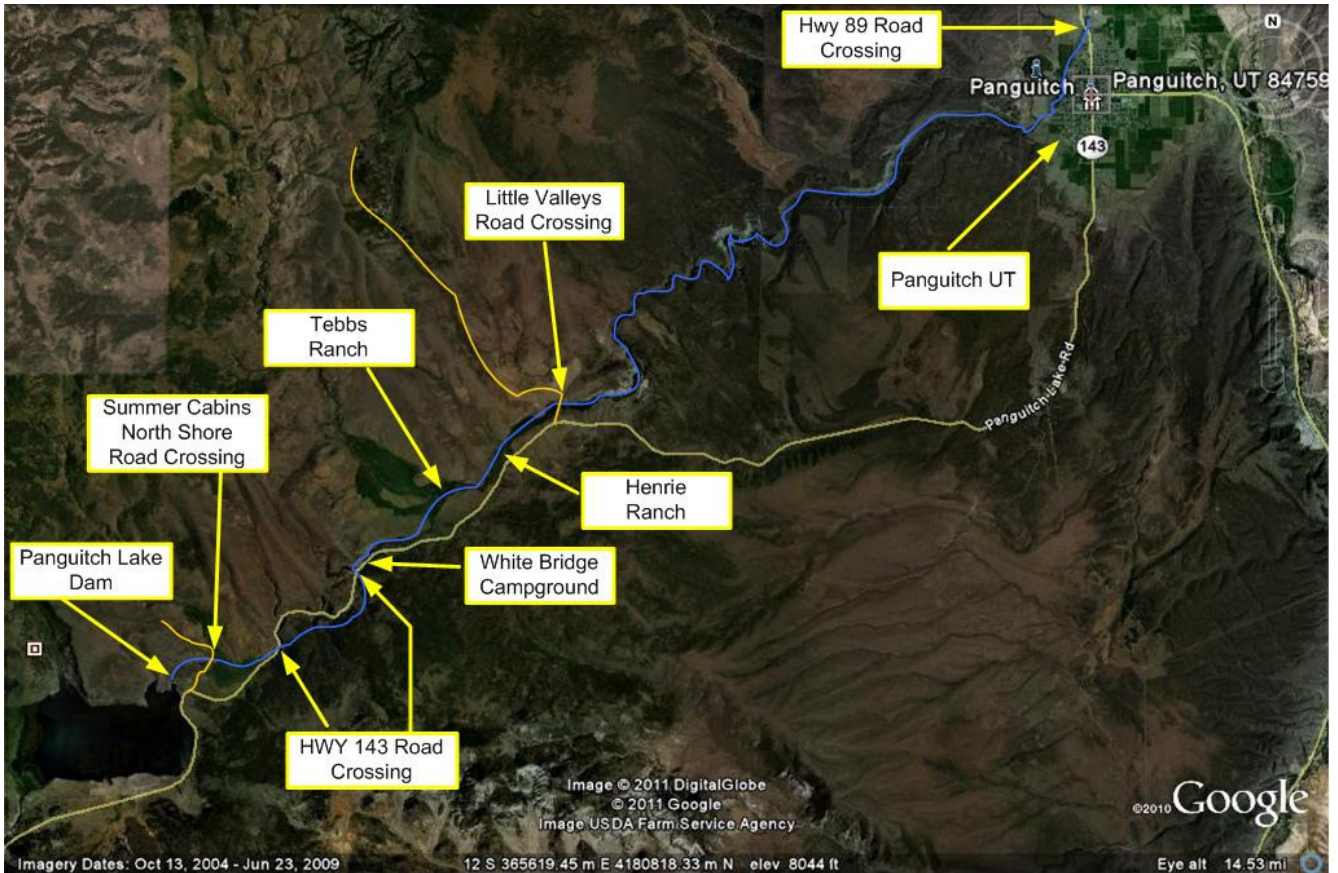 Hwy 89 Road
Crossing
N
Panguitch
Panguitch, UT 84759
143
Little Valleys
Road Crossing
Panguitch UT
Tebbs
Ranch
Panguitch-Lake-Rd
Summer Cabins
North Shore
Road Crossing
Henrie
Ranch
Panguitch Lake
Dam
White Bridge
Campground
HWY 143 Road
Crossing
Image © 2011 DigitalGlobe
© 2011 Google
Image USDA Farm Service Agency
©2010 Google
Imagery Dates: Oct 13, 2004 - Jun 23, 2009
12 S 365619.45 m E 4180818.33 m N elev 8044 ft
Eye alt 14.53 mi